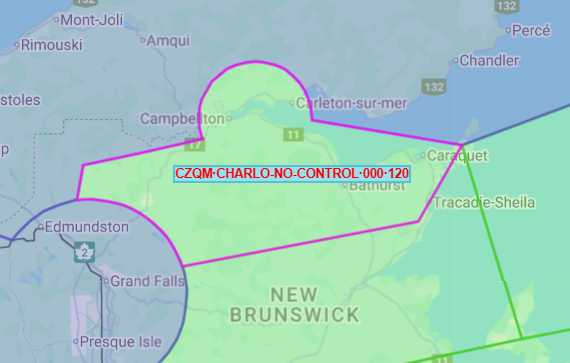 132
Mont-Joli
Percé
Rimouski
Amqui
Chandler
132
stoles
Carleton-sur-mer
Campbellton
11
17
Caraquet
CZQM·CHARLO-NO-CONTROL·000·120
Bathurst
Tracadie-Sheila
Edmundston
2
Grand Falls
NEW
BRUNSWICK
Presque Isle